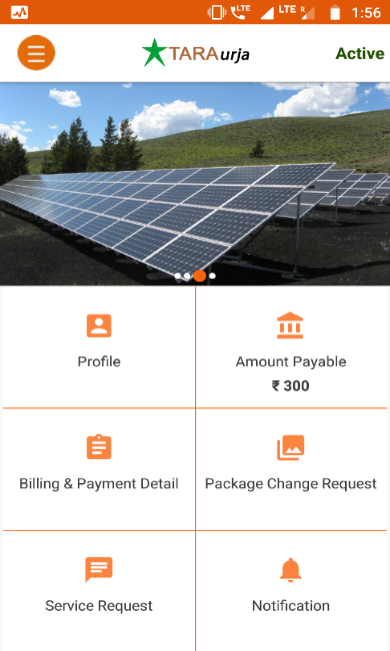 LTE LTE R 1:56
TARAurja Active
Profile
Amount Payable
₹ 300
Billing & Payment Detail
Package Change Request
Service Request
Notification